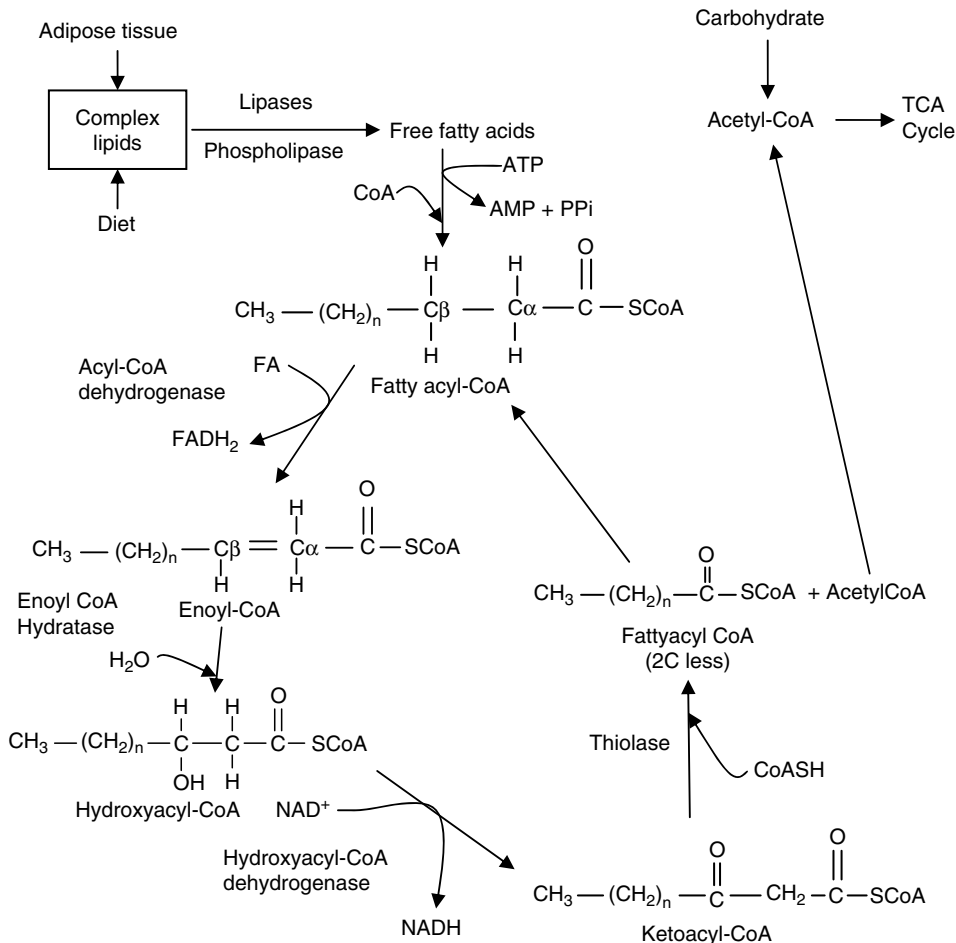 Adipose tissue
Complex
lipids
Diet
Lipases
Phospholipase
Free fatty acids
Carbohydrate
Acetyl-CoA
TCA
Cycle
CoA
ATP
AMP + PPi
O
H H
CH₃ — (CH₂)ₙ — Cβ — Cα — C — SCoA
H H
Fatty acyl-CoA
Acyl-CoA
dehydrogenase
FA
FADH₂
O
H
CH₃ — (CH₂)ₙ — Cβ = Cα — C — SCoA
H H
Enoyl-CoA
Enoyl CoA
Hydratase
H₂O
O
H H
CH₃ — (CH₂)ₙ — C — C — C — SCoA
OH H
Hydroxyacyl-CoA
NAD⁺
Hydroxyacyl-CoA
dehydrogenase
NADH
O O
CH₃ — (CH₂)ₙ — C — CH₂ — C — SCoA
Ketoacyl-CoA
Thiolase
CoASH
O
CH₃ — (CH₂)ₙ — C — SCoA + AcetylCoA
Fattyacyl CoA
(2C less)